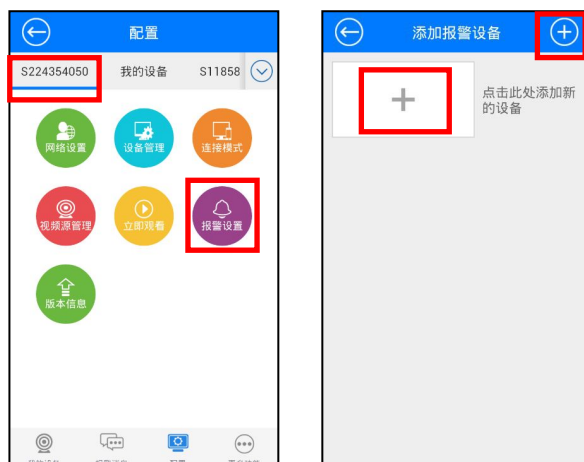 配置
S224354050 我的设备 S11858
网络设置 设备管理 连接模式
视频源管理 立即观看 报警设置
版本信息
添加报警设备
点击此处添加新
的设备